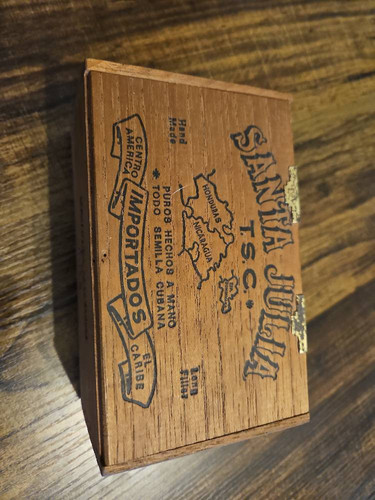 SANTA JULIA
T.S.C.
HONDURAS
NICARAGUA
Hand
Made
Long
Filler
PUROS HECHOS A MANO
TODO SEMILLA CUBANA
CENTRO
AMERICA
IMPORTADOS
EL
CARIBE